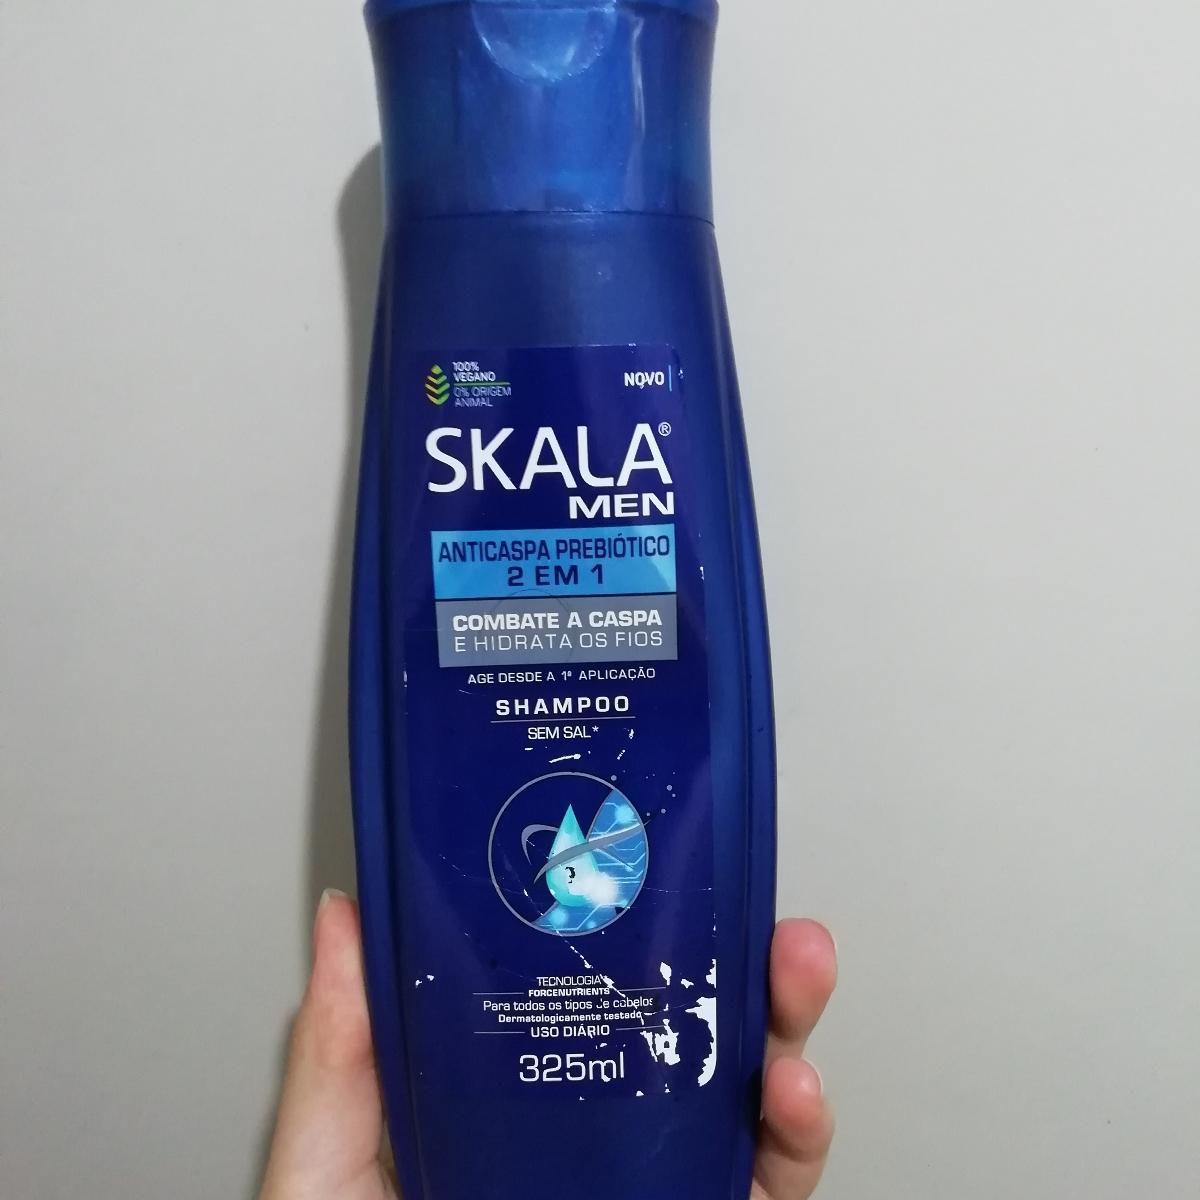 100%
VEGANO
0% ORIGEM
ANIMAL
NOVO
SKALA®
MEN
ANTICASPA PREBIÓTICO
2 EM 1
COMBATE A CASPA
E HIDRATA OS FIOS
AGE DESDE A 1ª APLICAÇÃO
SHAMPOO
SEM SAL*
TECNOLOGIA
FORCENUTRIENTS
Para todos os tipos de cabelos
Dermatologicamente testado
USO DIÁRIO
325ml